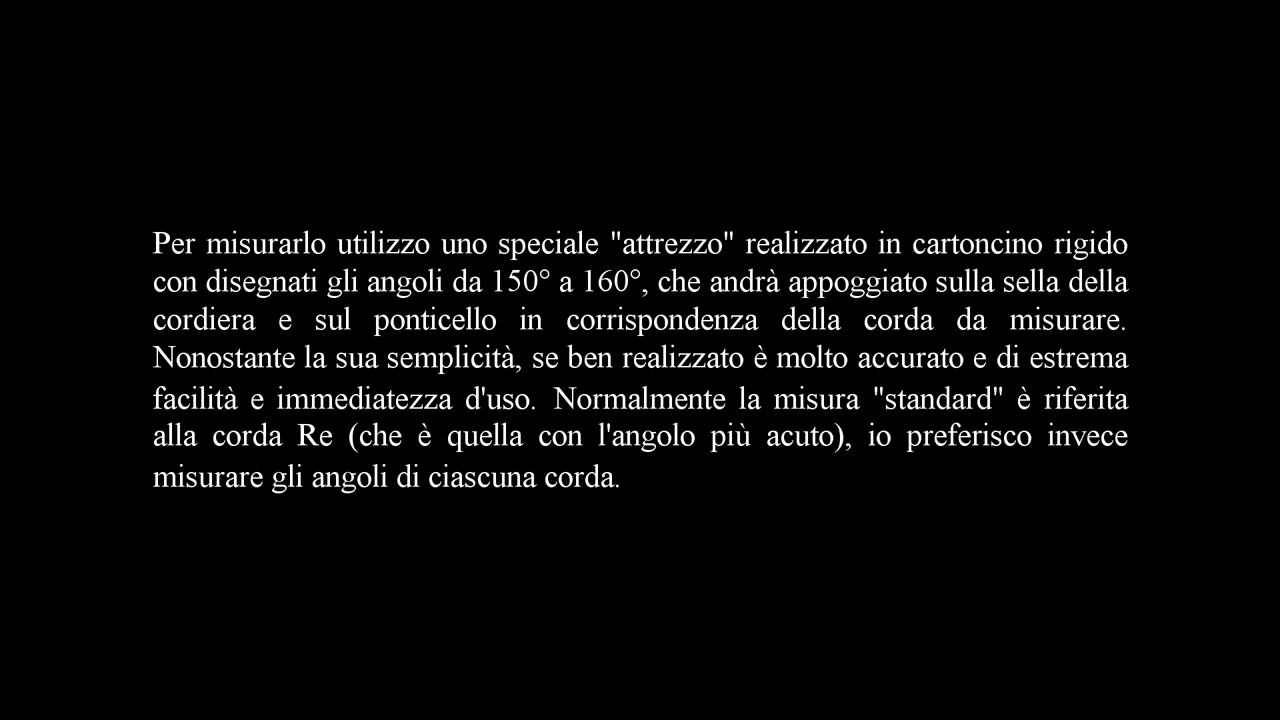 Per misurarlo utilizzo uno speciale "attrezzo" realizzato in cartoncino rigido
con disegnati gli angoli da 150° a 160°, che andrà appoggiato sulla sella della
cordiera e sul ponticello in corrispondenza della corda da misurare.
Nonostante la sua semplicità, se ben realizzato è molto accurato e di estrema
facilità e immediatezza d'uso. Normalmente la misura "standard" è riferita
alla corda Re (che è quella con l'angolo più acuto), io preferisco invece
misurare gli angoli di ciascuna corda.